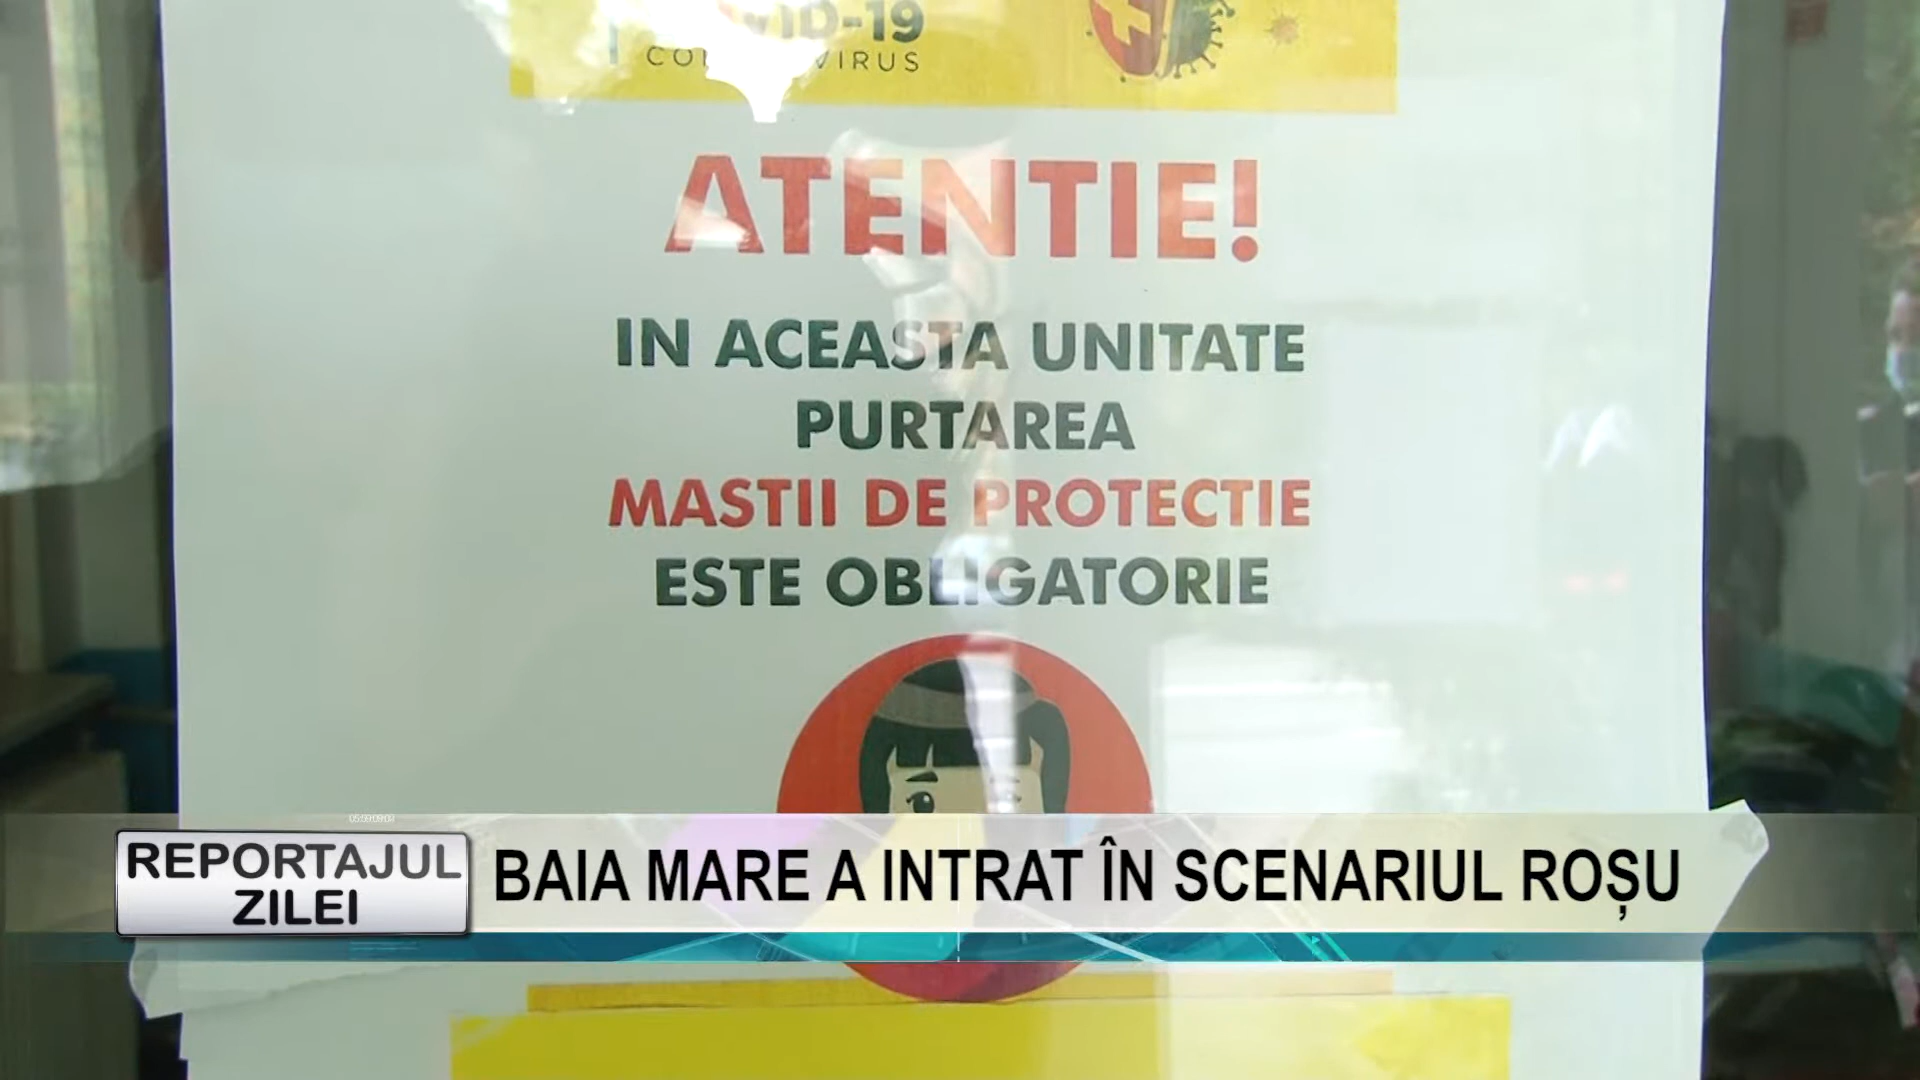 COVID-19
CORONAVIRUS
ATENTIE!
IN ACEASTA UNITATE
PURTAREA
MASTII DE PROTECTIE
ESTE OBLIGATORIE
REPORTAJUL
ZILEI
BAIA MARE A INTRAT ÎN SCENARIUL ROȘU